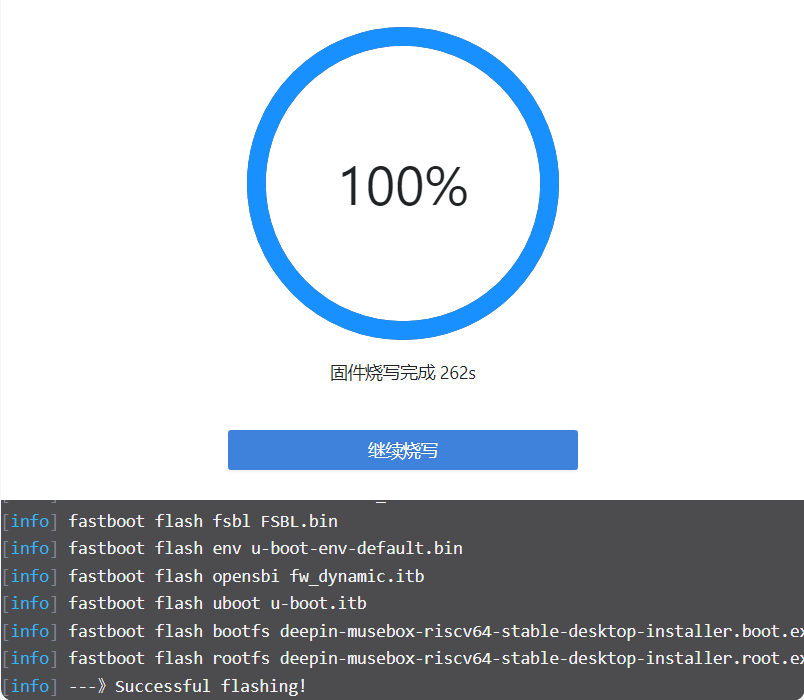 100%
固件烧写完成 262s
继续烧写
[info] fastboot flash fsbl FSBL.bin
[info] fastboot flash env u-boot-env-default.bin
[info] fastboot flash opensbi fw_dynamic.itb
[info] fastboot flash uboot u-boot.itb
[info] fastboot flash bootfs deepin-musebox-riscv64-stable-desktop-installer.boot.ex
[info] fastboot flash rootfs deepin-musebox-riscv64-stable-desktop-installer.root.ex
[info] ---》Successful flashing!